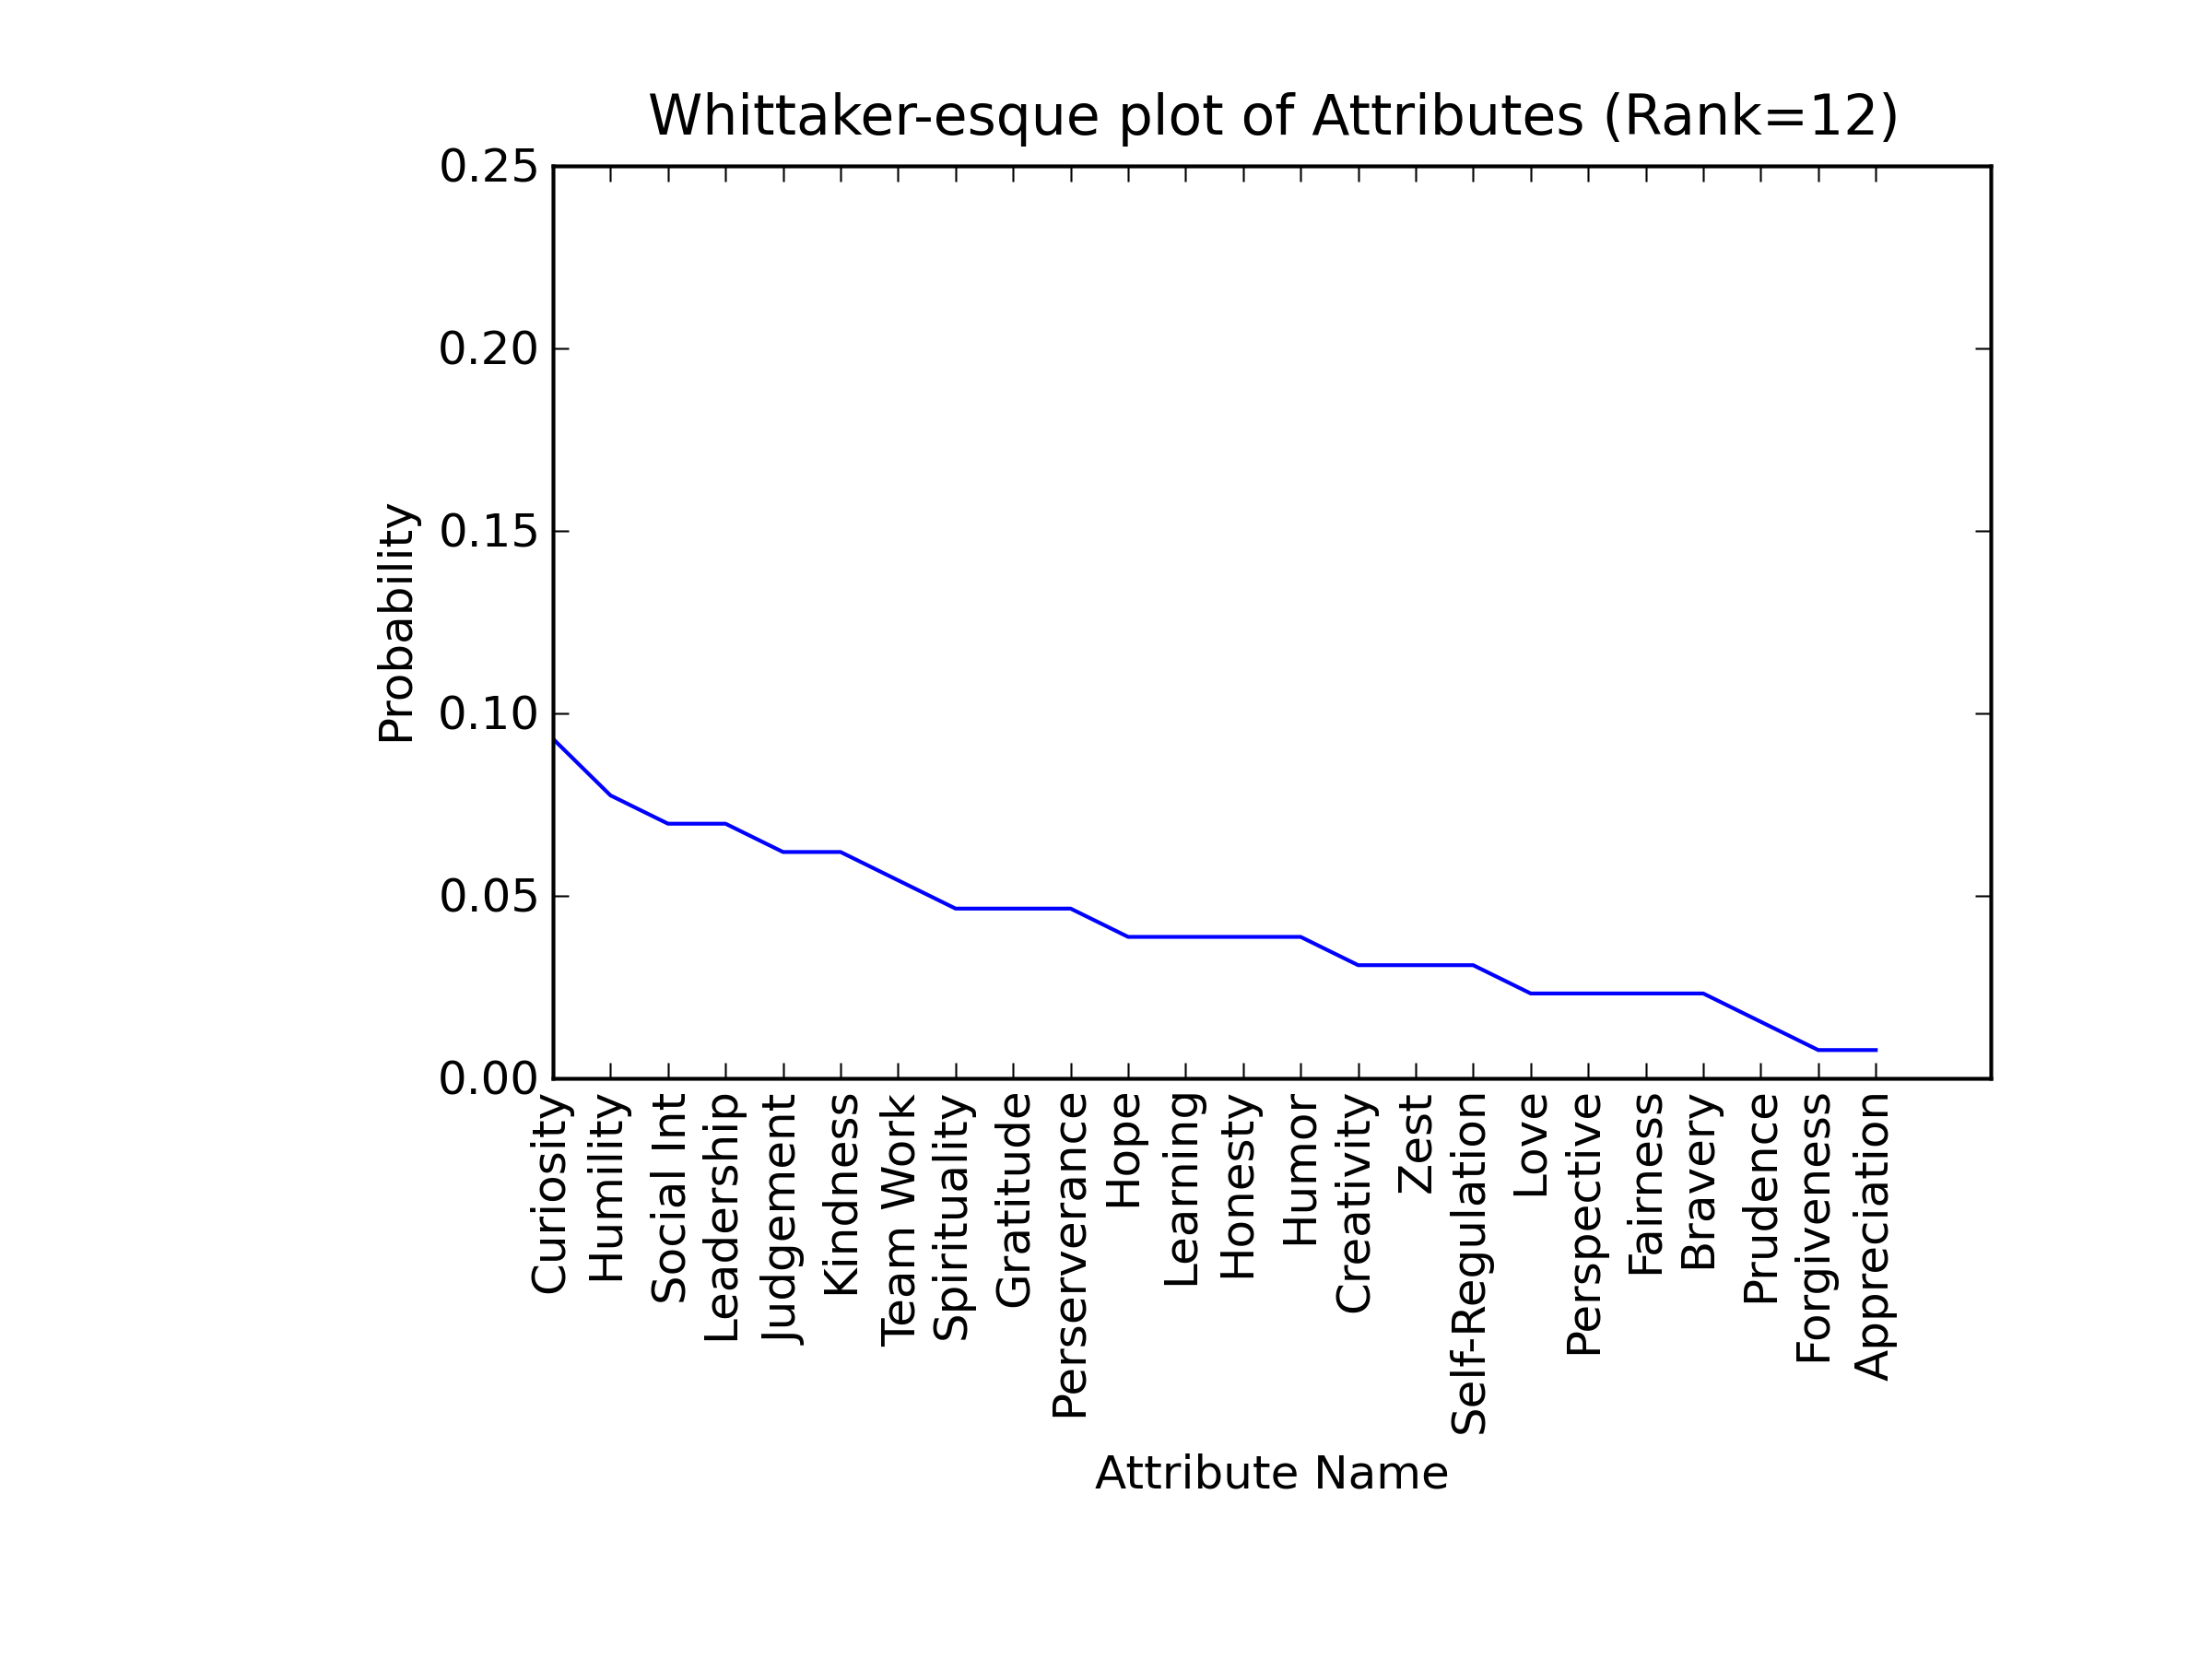 Whittaker-esque plot of Attributes (Rank=12)
0.25
0.20
0.15
0.10
0.05
0.00
Probability
Curiosity
Humility
Social Int
Leadership
Judgement
Kindness
Team Work
Spirituality
Gratitude
Perserverance
Hope
Learning
Honesty
Humor
Creativity
Zest
Self-Regulation
Love
Perspective
Fairness
Bravery
Prudence
Forgiveness
Appreciation
Attribute Name